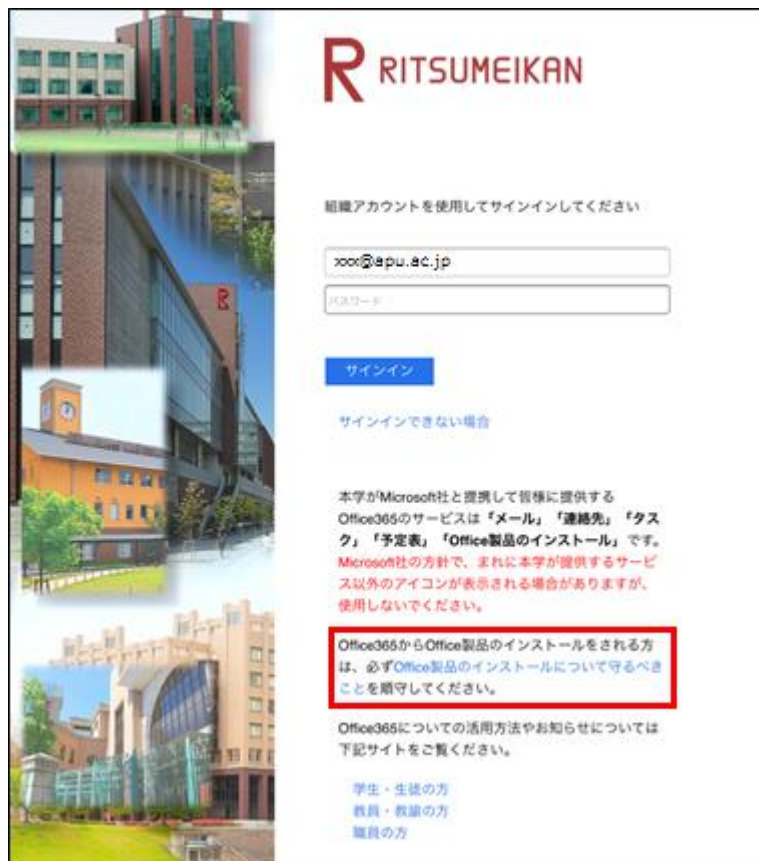 R RITSUMEIKAN
組織アカウントを使用してサインインしてください
xxx@apu.ac.jp
パスワード
サインイン
サインインできない場合
本学がMicrosoft社と提携して皆様に提供する
Office365のサービスは「メール」「連絡先」「タス
ク」「予定表」「Office製品のインストール」です。
Microsoft社の方針で、まれに本学が提供するサービ
ス以外のアイコンが表示される場合がありますが、
使用しないでください。
Office365からOffice製品のインストールをされる方
は、必ずOffice製品のインストールについて守るべき
ことを順守してください。
Office365についての活用方法やお知らせについては
下記サイトをご覧ください。
学生・生徒の方
教員・教諭の方
職員の方